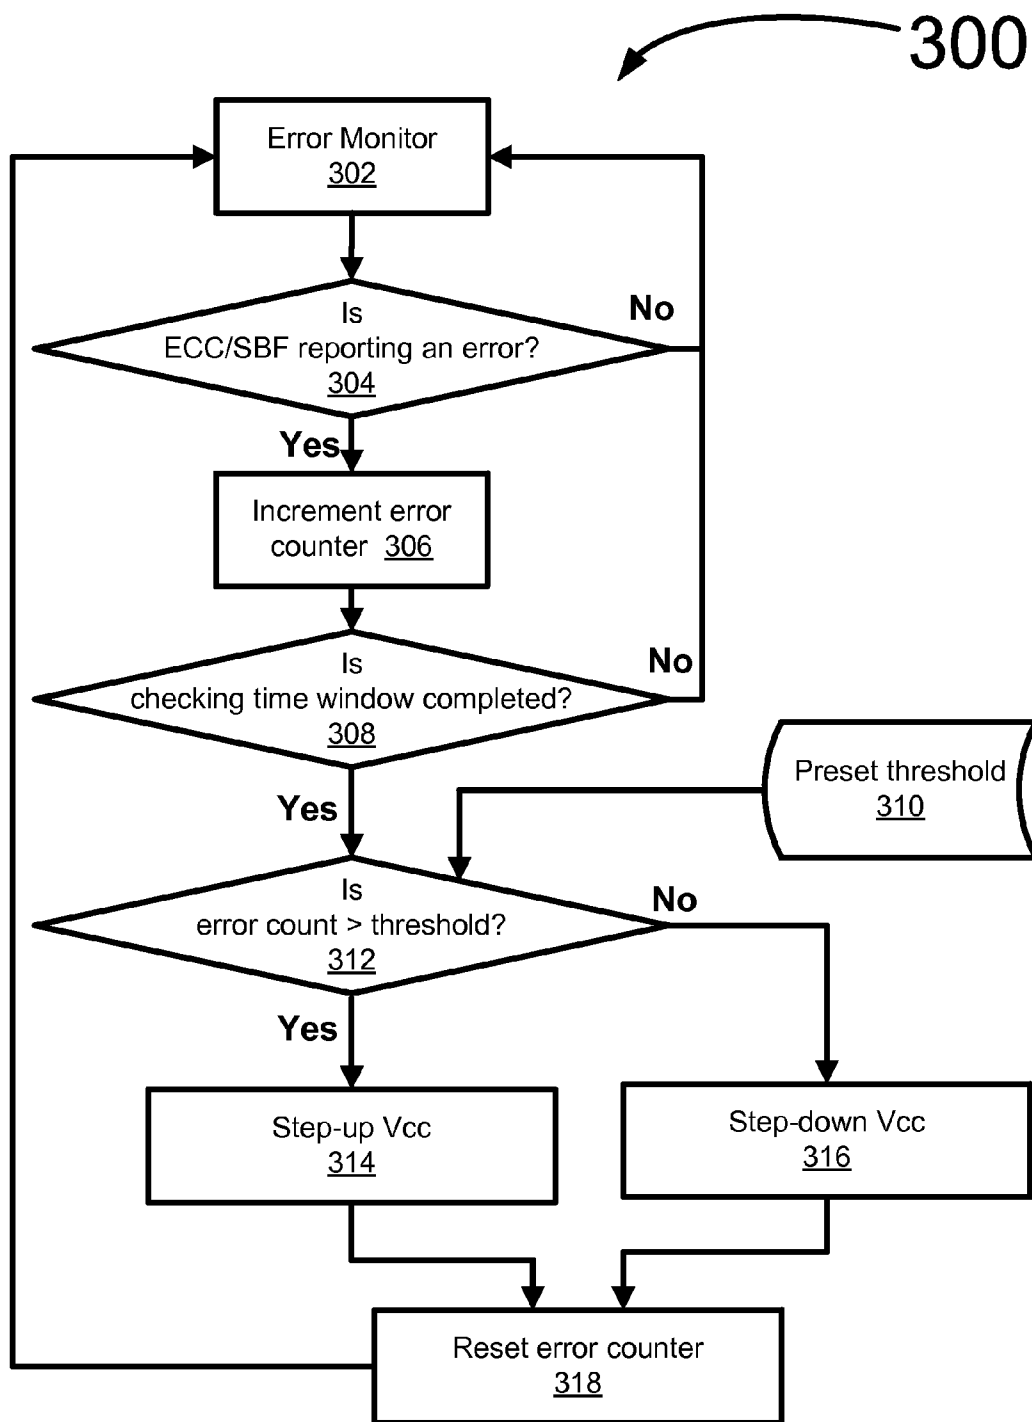 300
Error Monitor
302
Is
ECC/SBF reporting an error?
304
No
Yes
Increment error
counter 306
Is
checking time window completed?
308
No
Yes
Preset threshold
310
Is
error count > threshold?
312
No
Yes
Step-up Vcc
314
Step-down Vcc
316
Reset error counter
318